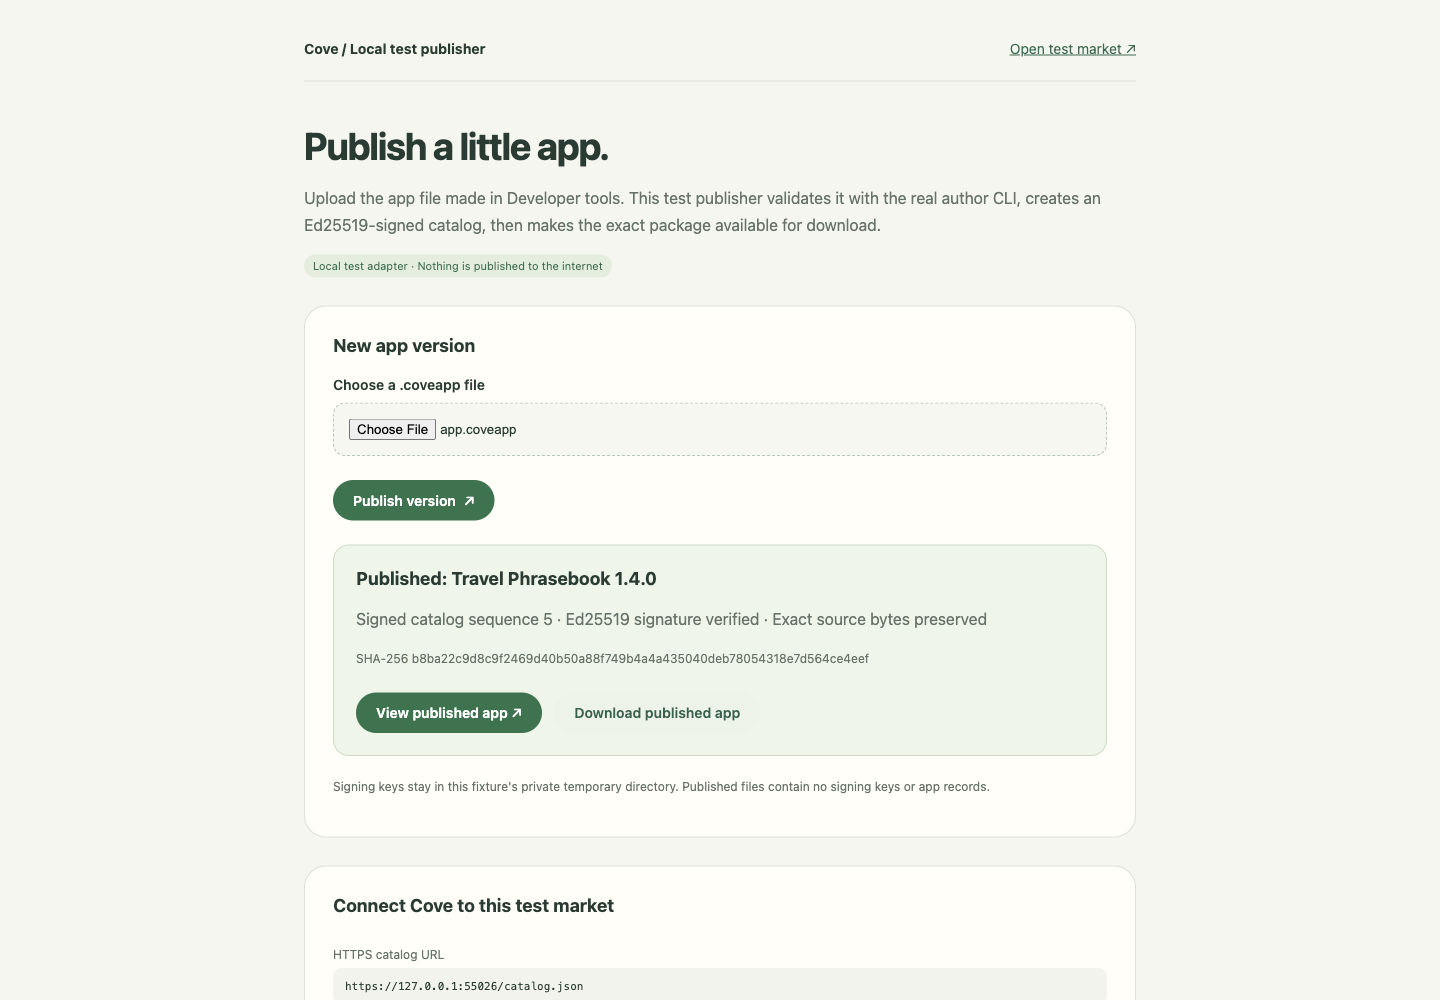 Cove / Local test publisher
Open test market ↗
Publish a little app.
Upload the app file made in Developer tools. This test publisher validates it with the real author CLI, creates an
Ed25519-signed catalog, then makes the exact package available for download.
Local test adapter · Nothing is published to the internet
New app version
Choose a .coveapp file
Choose File app.coveapp
Publish version ↗
Published: Travel Phrasebook 1.4.0
Signed catalog sequence 5 · Ed25519 signature verified · Exact source bytes preserved
SHA-256 b8ba22c9d8c9f2469d40b50a88f749b4a4a435040deb78054318e7d564ce4eef
View published app ↗
Download published app
Signing keys stay in this fixture's private temporary directory. Published files contain no signing keys or app records.
Connect Cove to this test market
HTTPS catalog URL
https://127.0.0.1:55026/catalog.json